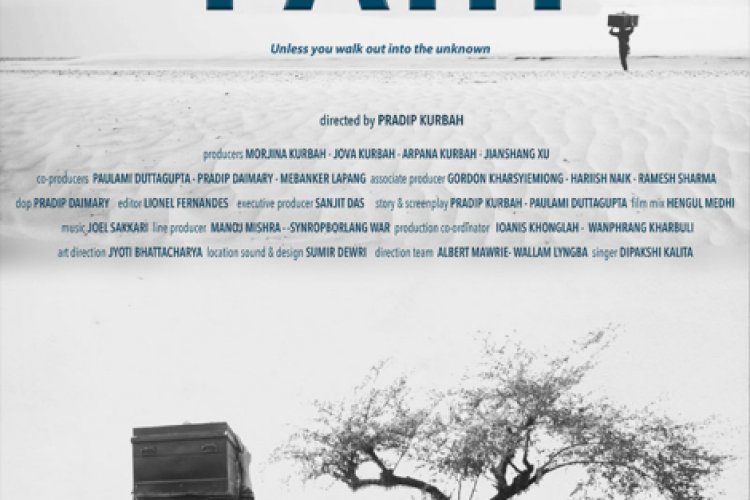 Unless you walk out into the unknown
directed by PRADIP KURBAH
producers MORJIINA KURBAH - JOVA KURBAH - ARPANA KURBAH - JIANSHANG XU
co-producers PAULAMI DUTTAGUPTA - PRADIP DAIMARY - MEBANKER LAPANG associate producer GORDON KHARSYIEMIONG - HARIISH NAIK - RAMESH SHARMA
dop PRADIP DAIMARY editor LIONEL FERNANDES executive producer SANJIT DAS story & screenplay PRADIP KURBAH - PAULAMI DUTTAGUPTA film mix HENGUL MEDHI
music JOEL SAKKARI line producer MANOJ MISHRA - -SYNROPBORLANG WAR production co-ordinator IOANIS KHONGLAH - WANPHRANG KHARBULI
art direction JYOTI BHATTACHARYA location sound & design SUMIR DEWRI direction team ALBERT MAWRIE- WALLAM LYNGBA singer DIPAKSHI KALITA